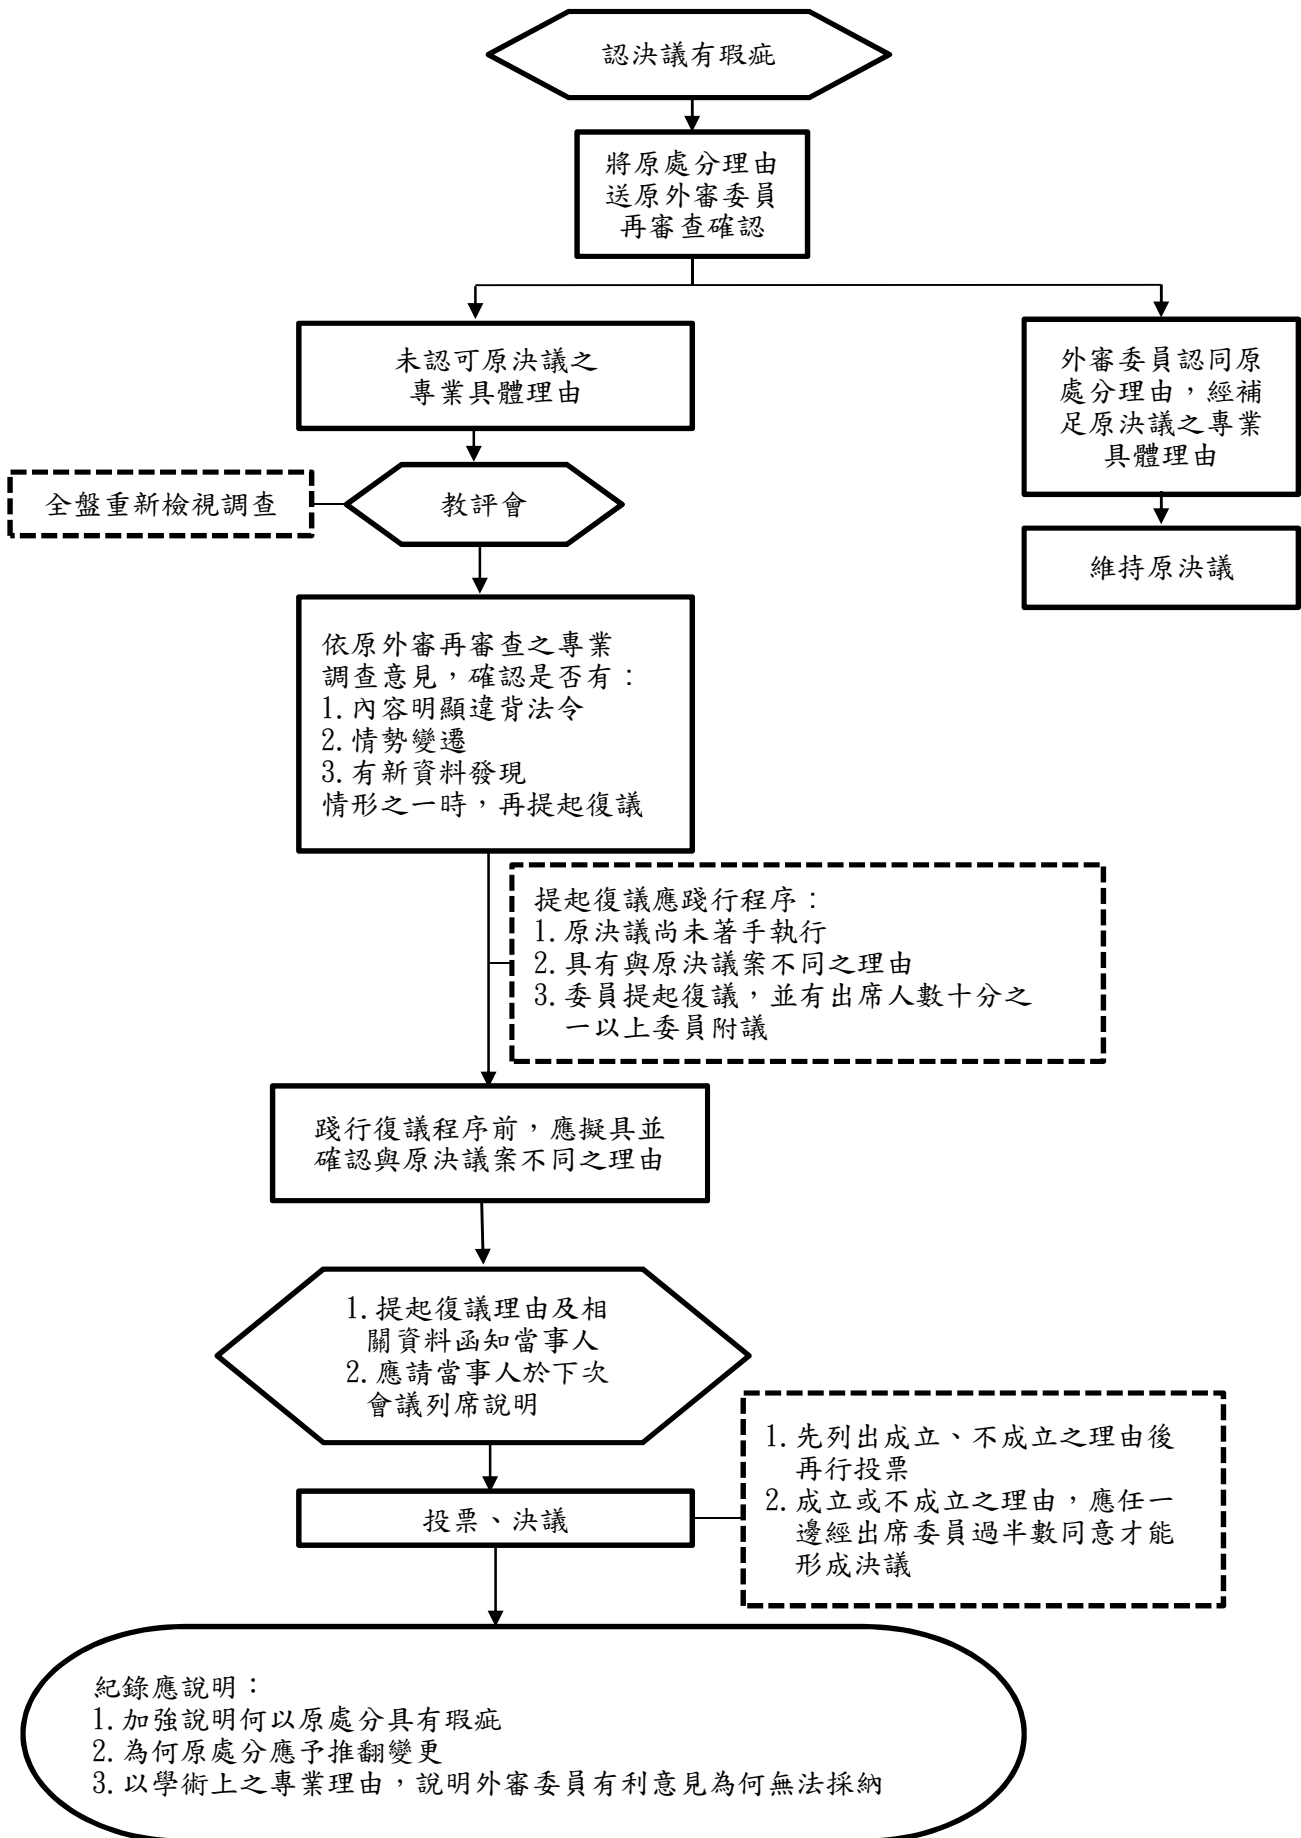 認決議有瑕疵
將原處分理由
送原外審委員
再審查確認
未認可原決議之
專業具體理由
外審委員認同原
處分理由，經補
足原決議之專業
具體理由
全盤重新檢視調查
教評會
維持原決議
依原外審再審查之專業
調查意見，確認是否有：
1.內容明顯違背法令
2.情勢變遷
3.有新資料發現
情形之一時，再提起復議
提起復議應踐行程序：
1.原決議尚未著手執行
2.具有與原決議案不同之理由
3.委員提起復議，並有出席人數十分之
一以上委員附議
踐行復議程序前，應擬具並
確認與原決議案不同之理由
1.提起復議理由及相
關資料函知當事人
2.應請當事人於下次
會議列席說明
1.先列出成立、不成立之理由後
再行投票
2.成立或不成立之理由，應任一
邊經出席委員過半數同意才能
形成決議
投票、決議
紀錄應說明：
1.加強說明何以原處分具有瑕疵
2.為何原處分應予推翻變更
3.以學術上之專業理由，說明外審委員有利意見為何無法採納